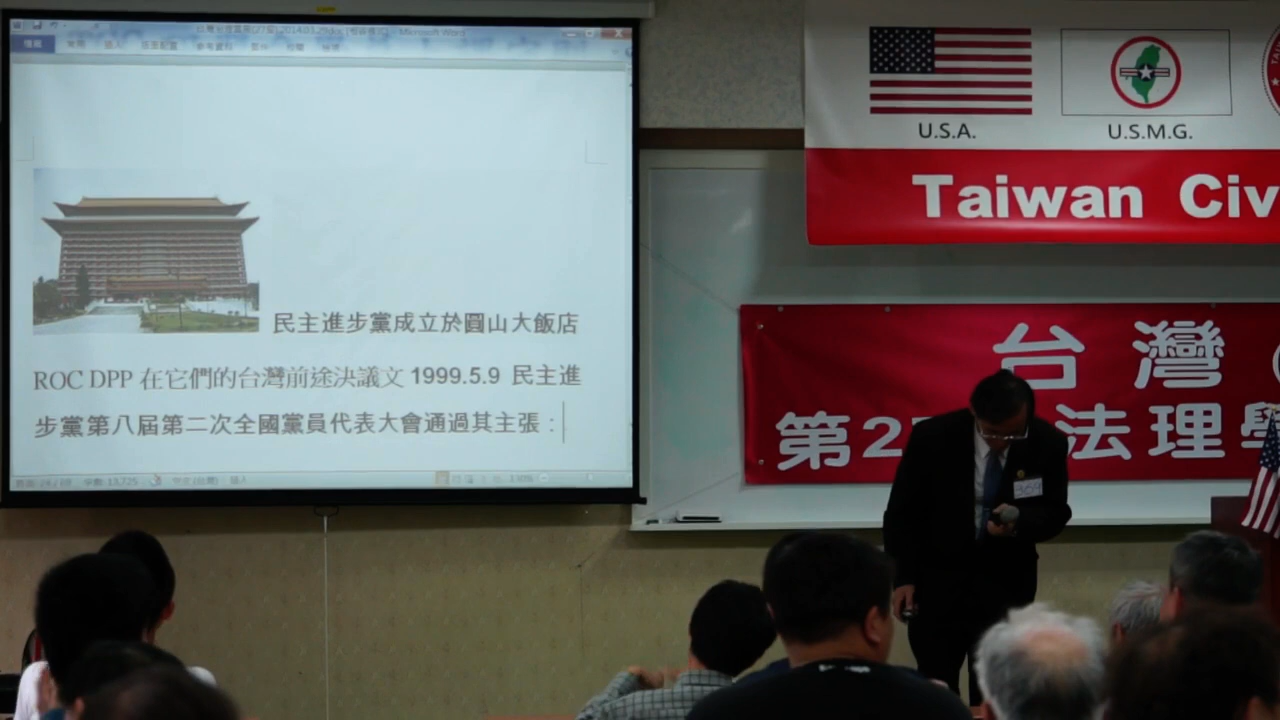 檔案
民主進步黨成立於圓山大飯店
ROC DPP 在它們的台灣前途決議文 1999.5.9 民主進
步黨第八屆第二次全國黨員代表大會通過其主張：
U.S.A.
U.S.M.G.
Taiwan Civ
台灣
第2
法理學